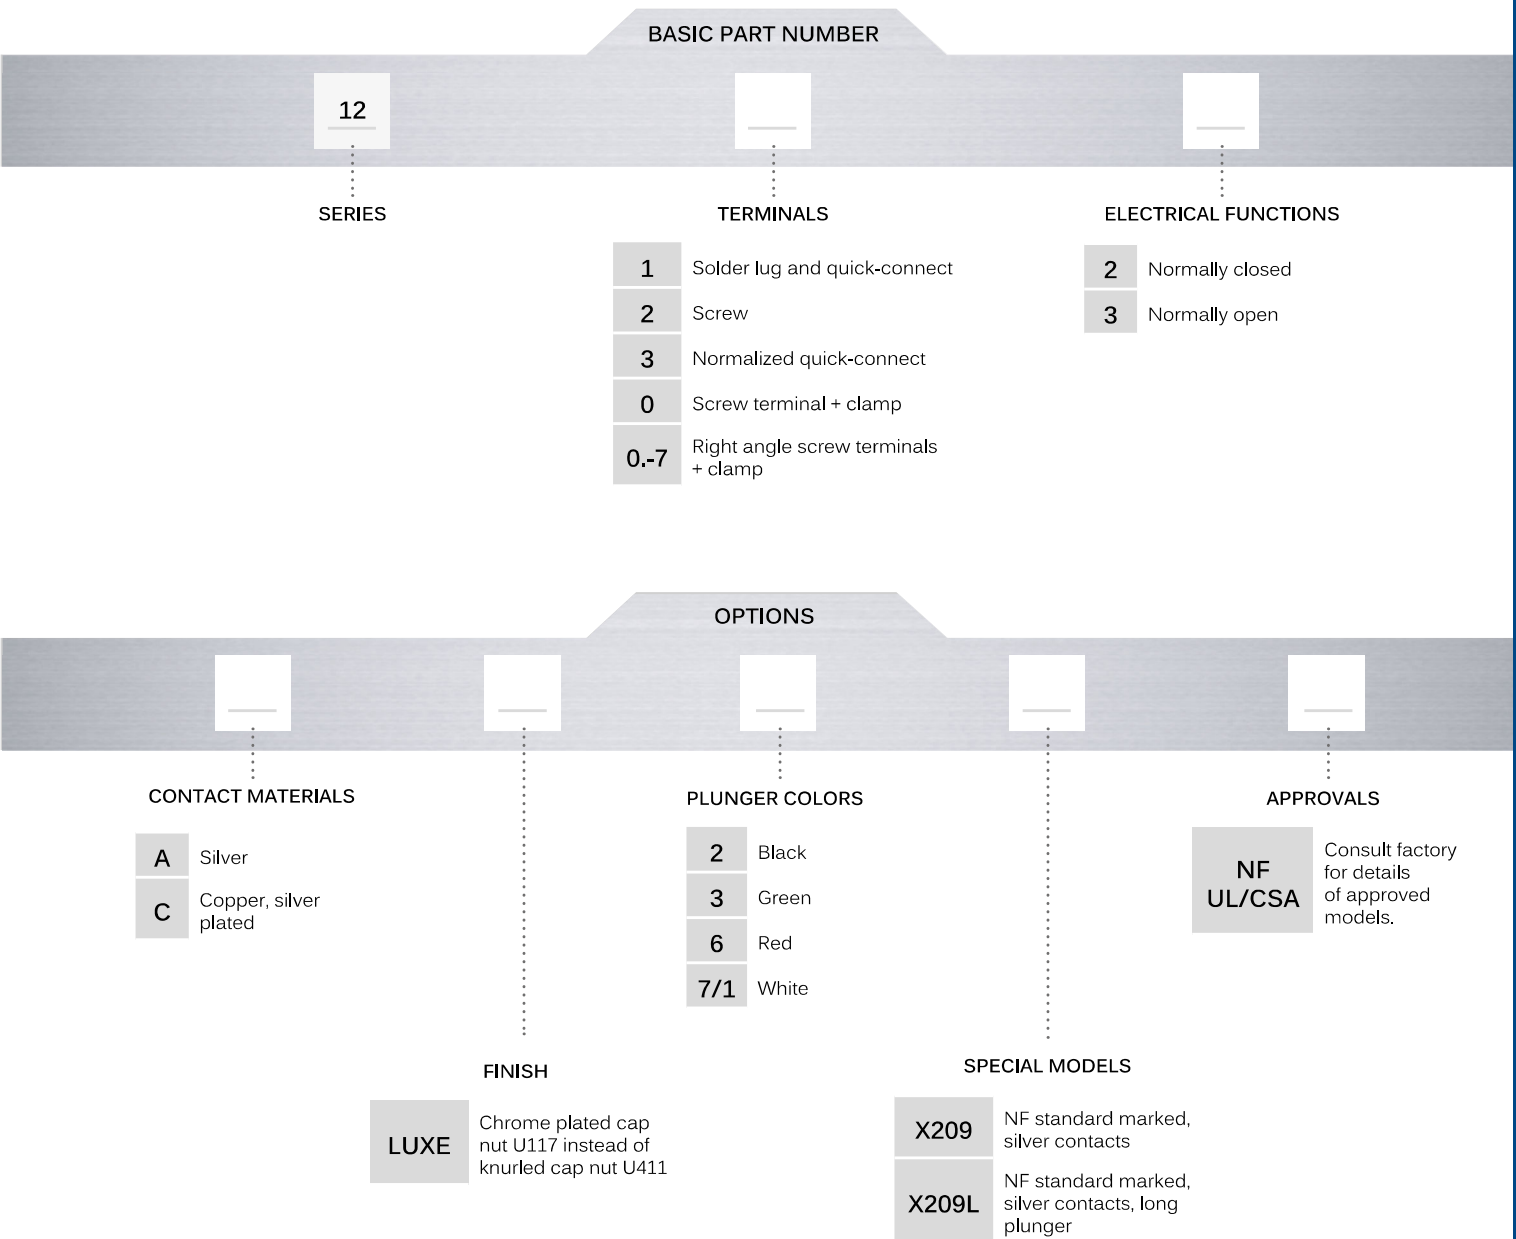 BASIC PART NUMBER
12
SERIES
TERMINALS
1 Solder lug and quick-connect
2 Screw
3 Normalized quick-connect
0 Screw terminal + clamp
0.-7 Right angle screw terminals
+ clamp
ELECTRICAL FUNCTIONS
2 Normally closed
3 Normally open
OPTIONS
CONTACT MATERIALS
A Silver
C Copper, silver
plated
FINISH
LUXE Chrome plated cap
nut U117 instead of
knurled cap nut U411
PLUNGER COLORS
2 Black
3 Green
6 Red
7/1 White
SPECIAL MODELS
X209 NF standard marked,
silver contacts
X209L NF standard marked,
silver contacts, long
plunger
APPROVALS
NF
UL/CSA
Consult factory
for details
of approved
models.